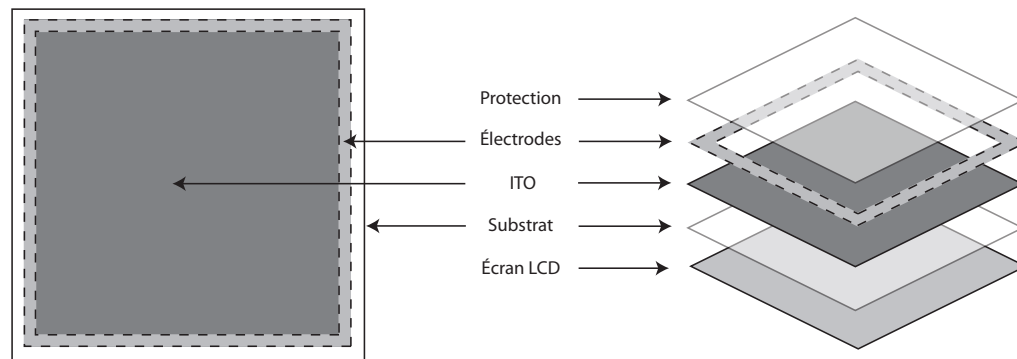 Protection
Électrodes
ITO
Substrat
Écran LCD